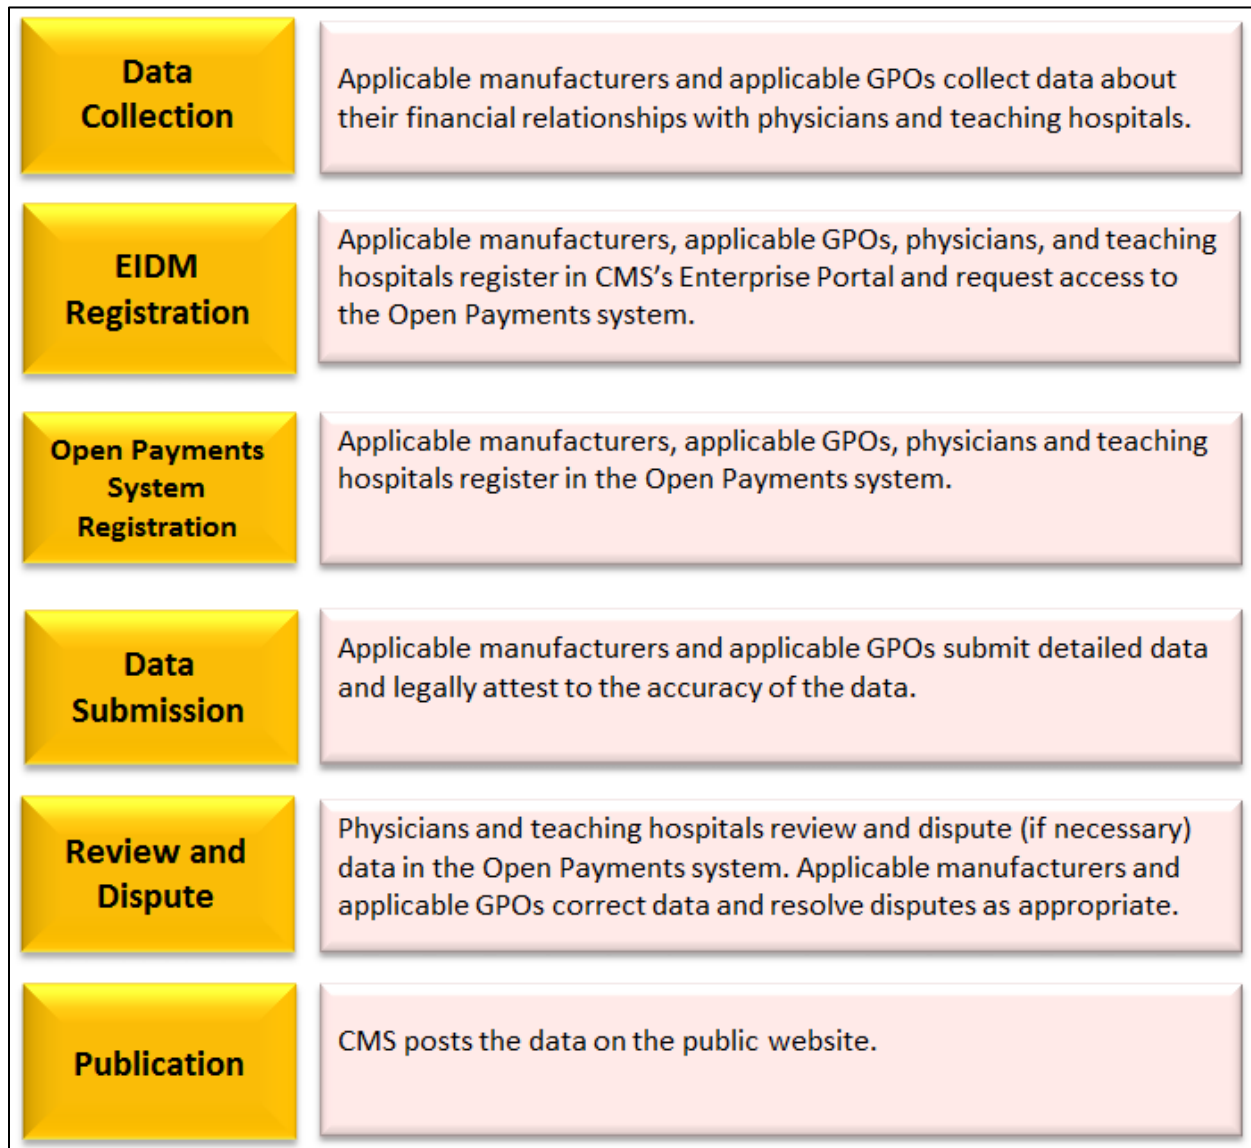 Data
Collection
Applicable manufacturers and applicable GPOs collect data about
their financial relationships with physicians and teaching hospitals.
EIDM
Registration
Applicable manufacturers, applicable GPOs, physicians, and teaching
hospitals register in CMS’s Enterprise Portal and request access to
the Open Payments system.
Open Payments
System
Registration
Applicable manufacturers, applicable GPOs, physicians and teaching
hospitals register in the Open Payments system.
Data
Submission
Applicable manufacturers and applicable GPOs submit detailed data
and legally attest to the accuracy of the data.
Review and
Dispute
Physicians and teaching hospitals review and dispute (if necessary)
data in the Open Payments system. Applicable manufacturers and
applicable GPOs correct data and resolve disputes as appropriate.
Publication
CMS posts the data on the public website.